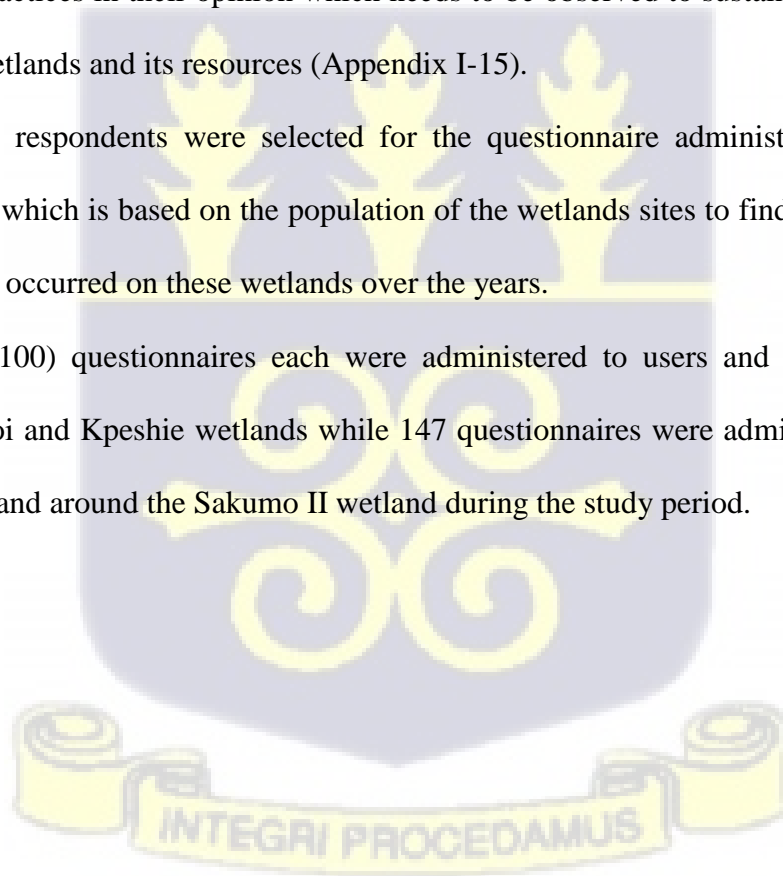 actices in their opinion which needs to be observed to sustain
etlands and its resources (Appendix I-15).
respondents were selected for the questionnaire administ
which is based on the population of the wetlands sites to find
occurred on these wetlands over the years.
100) questionnaires each were administered to users and
oi and Kpeshie wetlands while 147 questionnaires were admi
and around the Sakumo II wetland during the study period.
INTEGRI PROCEDAMUS